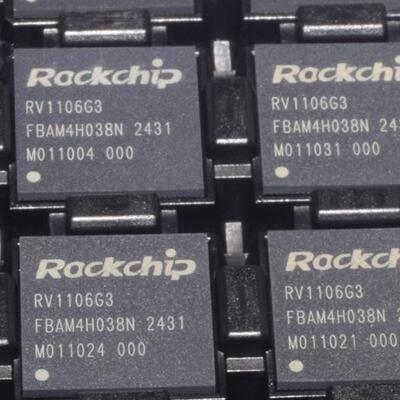 Rockchip
RV1106G3
FBAM4H038N 2431
M011004 000
Rockchip
RV1106G3
FBAM4H038N
M011031 000
Rockchip
RV1106G3
FBAM4H038N 2431
M011024 000
Rockchip
RV1106G3
FBAM4H038N
M011021 000